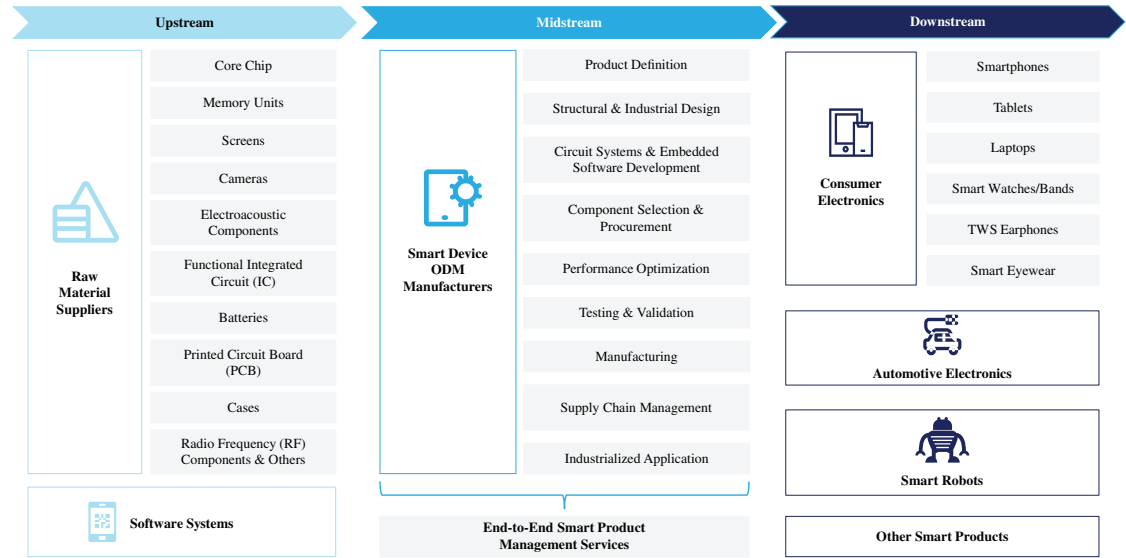 Upstream
Midstream
Downstream
Raw
Material
Suppliers
Core Chip
Memory Units
Screens
Cameras
Electroacoustic
Components
Functional Integrated
Circuit (IC)
Batteries
Printed Circuit Board
(PCB)
Cases
Radio Frequency (RF)
Components & Others
Software Systems
Smart Device
ODM
Manufacturers
Product Definition
Structural & Industrial Design
Circuit Systems & Embedded
Software Development
Component Selection &
Procurement
Performance Optimization
Testing & Validation
Manufacturing
Supply Chain Management
Industrialized Application
End-to-End Smart Product
Management Services
Consumer
Electronics
Smartphones
Tablets
Laptops
Smart Watches/Bands
TWS Earphones
Smart Eyewear
Automotive Electronics
Smart Robots
Other Smart Products